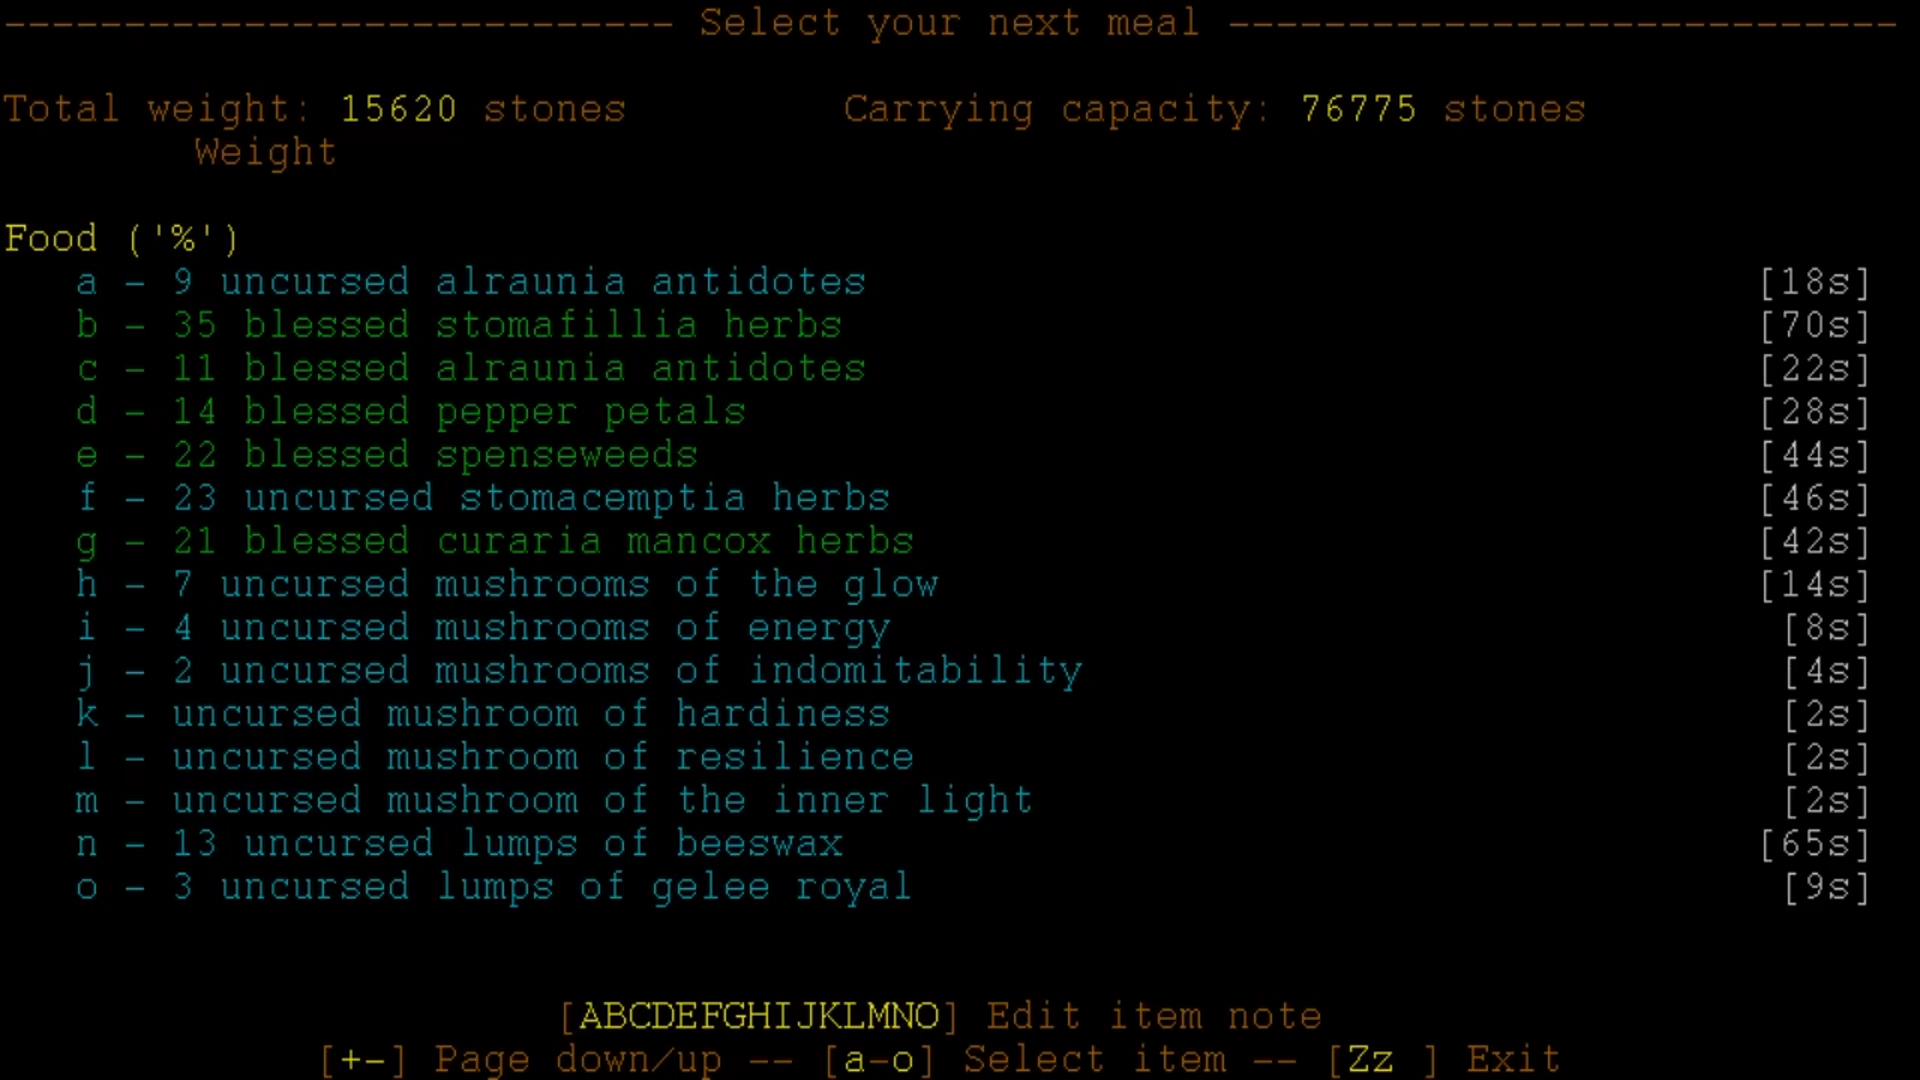 ---------------------------- Select your next meal ----------------------------
Total weight: 15620 stones Carrying capacity: 76775 stones
Weight
Food ('%')
a - 9 uncursed alraunia antidotes [18s]
b - 35 blessed stomafillia herbs [70s]
c - 11 blessed alraunia antidotes [22s]
d - 14 blessed pepper petals [28s]
e - 22 blessed spenseweeds [44s]
f - 23 uncursed stomacemptia herbs [46s]
g - 21 blessed curaria mancox herbs [42s]
h - 7 uncursed mushrooms of the glow [14s]
i - 4 uncursed mushrooms of energy [8s]
j - 2 uncursed mushrooms of indomitability [4s]
k - uncursed mushroom of hardiness [2s]
l - uncursed mushroom of resilience [2s]
m - uncursed mushroom of the inner light [2s]
n - 13 uncursed lumps of beeswax [65s]
o - 3 uncursed lumps of gelee royal [9s]
[ABCDEFGHIJKLMNO] Edit item note
[+-] Page down/up -- [a-o] Select item -- [Zz ] Exit